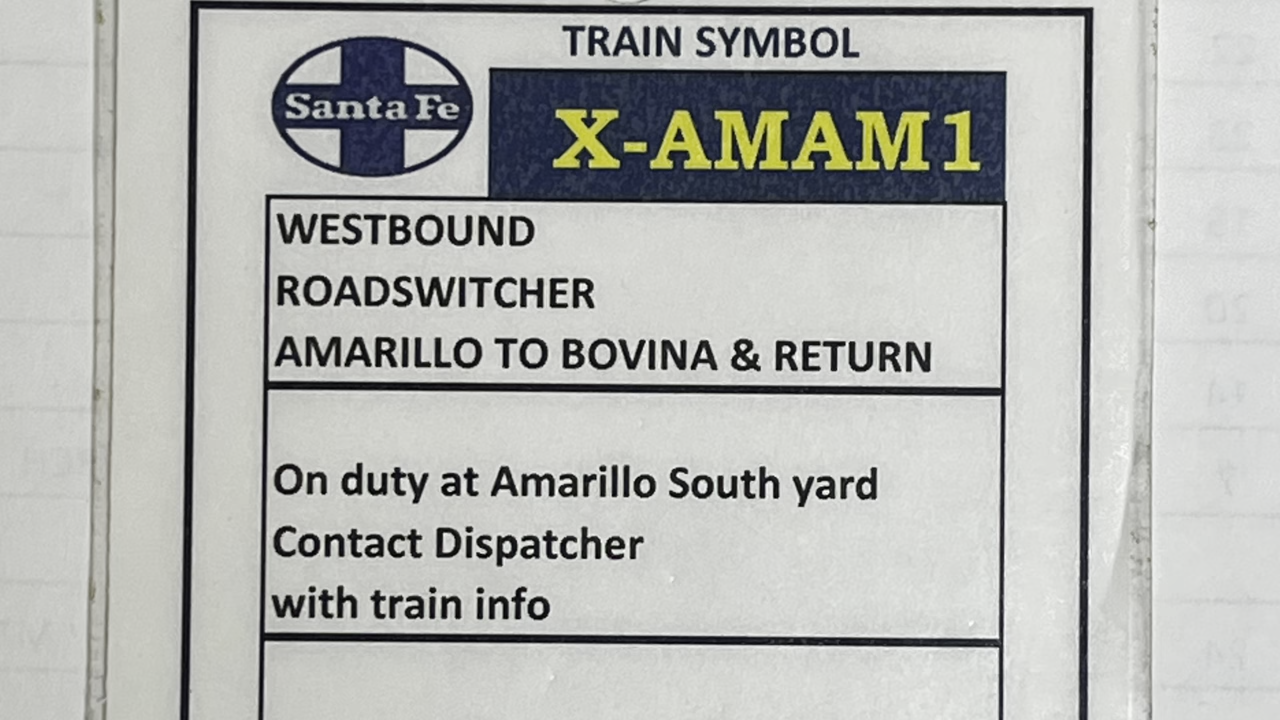 TRAIN SYMBOL
Santa Fe
X-AMAM1
WESTBOUND
ROADSWITCHER
AMARILLO TO BOVINA & RETURN
On duty at Amarillo South yard
Contact Dispatcher
with train info